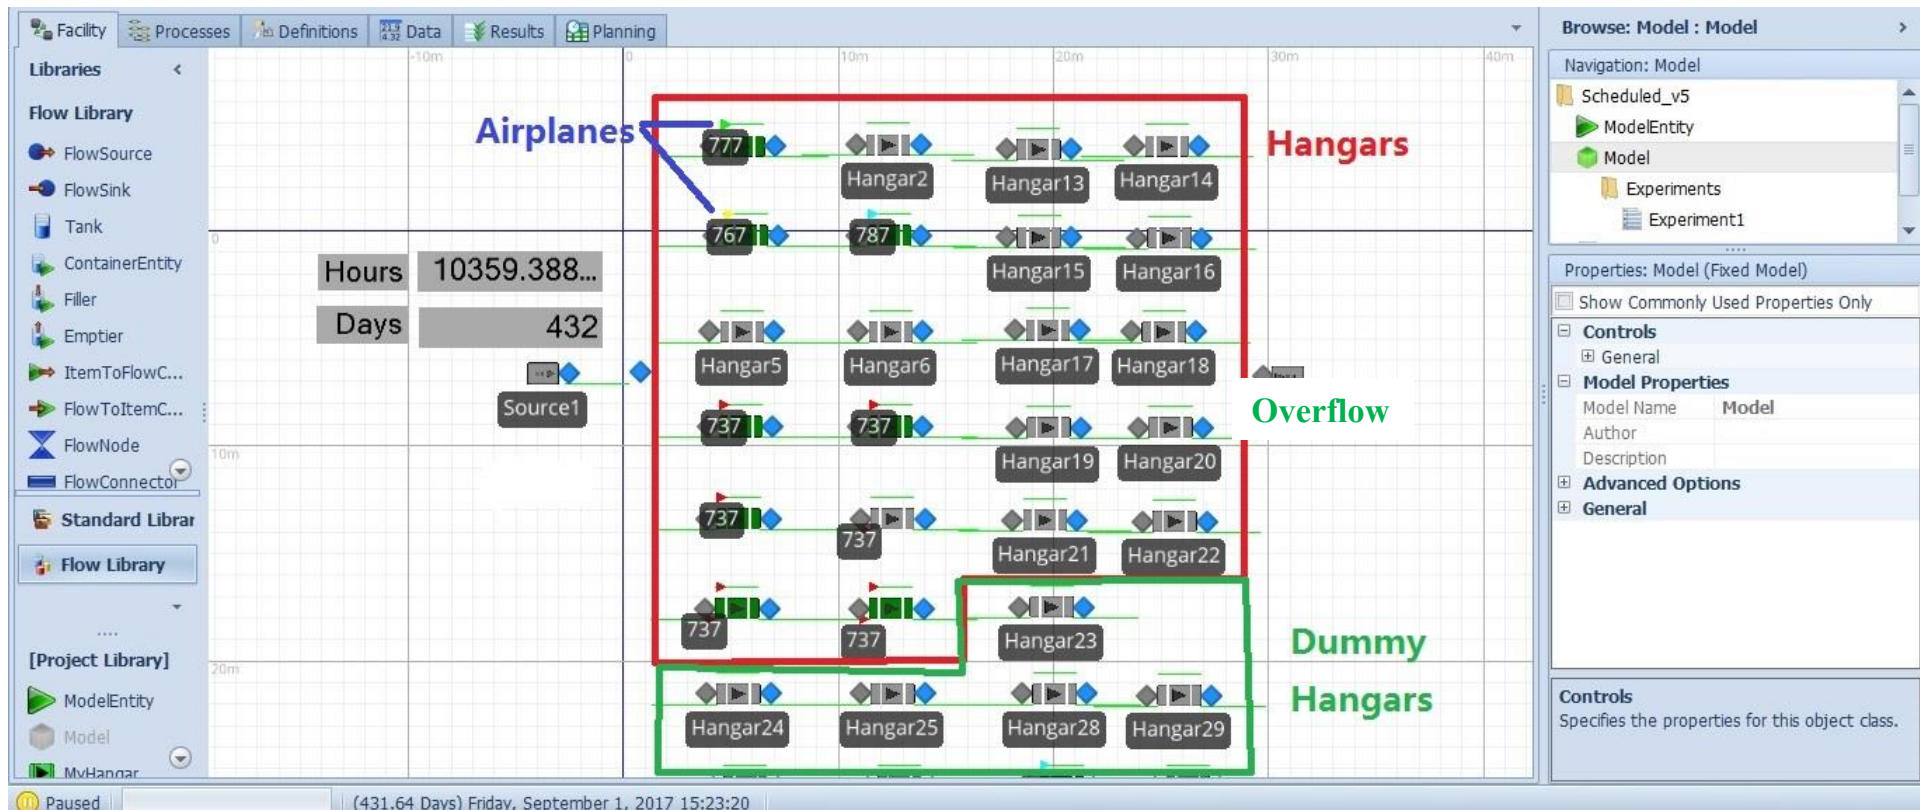 Facility Processes Definitions Data Results Planning
Libraries
Flow Library
FlowSource
FlowSink
Tank
ContainerEntity
Filler
Emptier
ItemToFlowC...
FlowToItemC...
FlowNode
FlowConnector
Standard Librar
Flow Library
[Project Library]
ModelEntity
Model
MyHangar
-10m 0 10m 20m 30m 40m
0
10m
20m
Airplanes
Hangars
777 Hangar2 Hangar13 Hangar14
767 787 Hangar15 Hangar16
Hours 10359.388...
Days 432
Hangar5 Hangar6 Hangar17 Hangar18
Source1
Overflow
737 737 Hangar19 Hangar20
737 737 Hangar21 Hangar22
737 737 Hangar23
Dummy
Hangars
Hangar24 Hangar25 Hangar28 Hangar29
Browse: Model : Model
Navigation: Model
Scheduled_v5
ModelEntity
Model
Experiments
Experiment1
Properties: Model (Fixed Model)
Show Commonly Used Properties Only
Controls
General
Model Properties
Model Name Model
Author
Description
Advanced Options
General
Controls
Specifies the properties for this object class.
Paused (431.64 Days) Friday, September 1, 2017 15:23:20